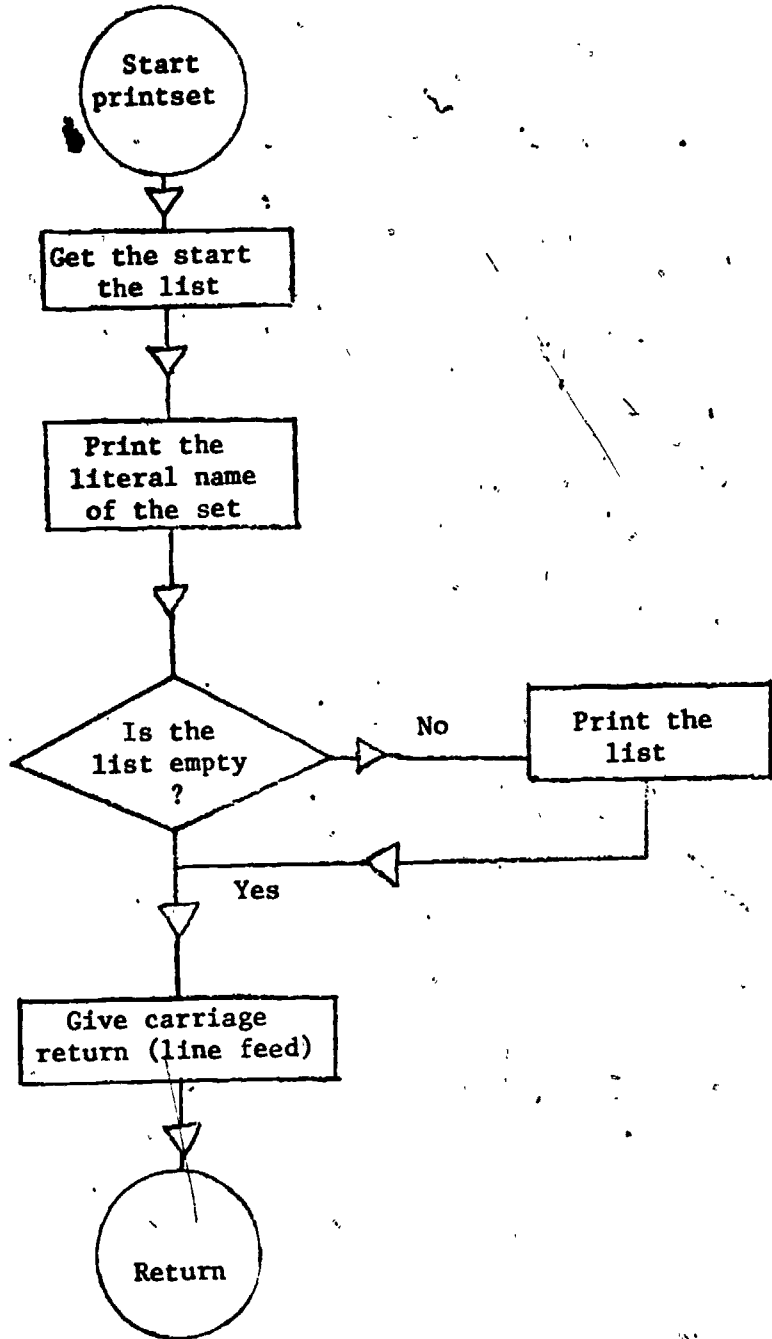 Start
printset
Get the start
the list
Print the
literal name
of the set
Is the
list empty
?
No
Print the
list
Yes
Give carriage
return (line feed)
Return